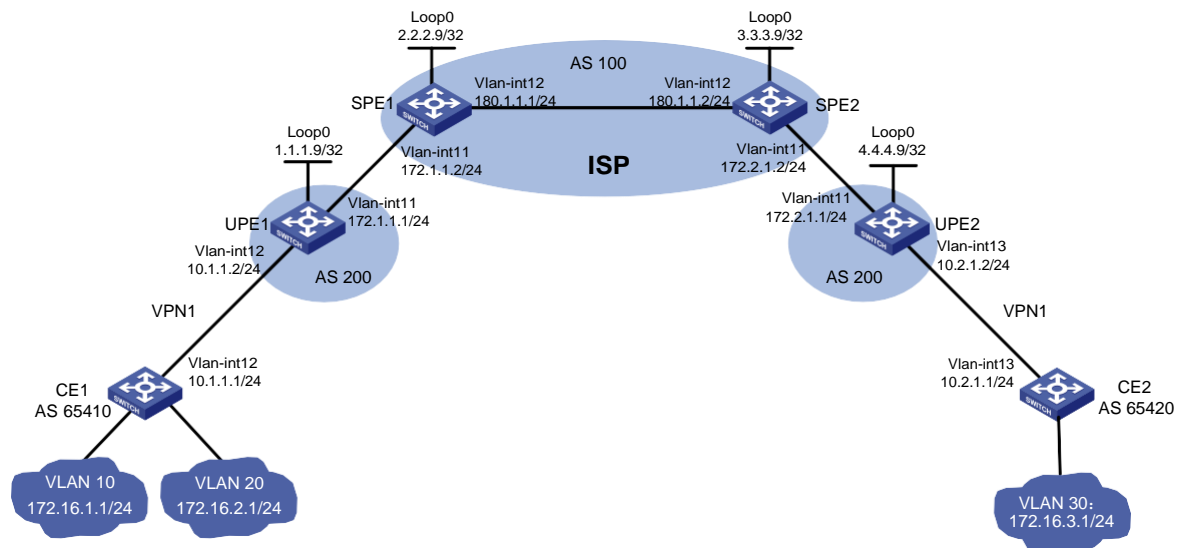 Loop0
2.2.2.9/32
Loop0
3.3.3.9/32
AS 100
Vlan-int12
180.1.1.1/24
Vlan-int12
180.1.1.2/24
SPE1
SWITCH
SPE2
SWITCH
Loop0
1.1.1.9/32
Vlan-int11
172.1.1.2/24
ISP
Vlan-int11
172.2.1.2/24
Loop0
4.4.4.9/32
UPE1
SWITCH
Vlan-int11
172.1.1.1/24
Vlan-int11
172.2.1.1/24
UPE2
SWITCH
Vlan-int12
10.1.1.2/24
AS 200
AS 200
Vlan-int13
10.2.1.2/24
VPN1
VPN1
Vlan-int12
10.1.1.1/24
Vlan-int13
10.2.1.1/24
CE1
AS 65410
SWITCH
CE2
AS 65420
SWITCH
VLAN 10
172.16.1.1/24
VLAN 20
172.16.2.1/24
VLAN 30：
172.16.3.1/24